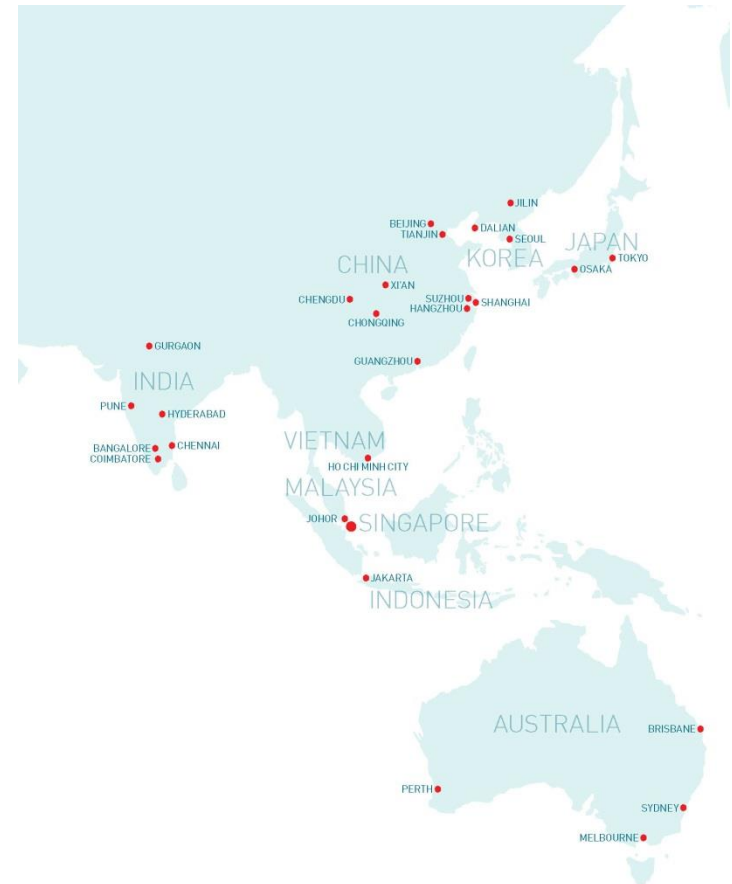 JILIN
BEIJING
DALIAN
TIANJIN
SEOUL
JAPAN
KOREA
TOKYO
CHINA
OSAKA
XI'AN
CHENGDU
SUZHOU
SHANGHAI
HANGZHOU
CHONGQING
GURGAON
GUANGZHOU
INDIA
PUNE
HYDERABAD
VIETNAM
BANGALORE
CHENNAI
COIMBATORE
HO CHI MINH CITY
MALAYSIA
JOHOR
SINGAPORE
JAKARTA
INDONESIA
AUSTRALIA
BRISBANE
PERTH
SYDNEY
MELBOURNE